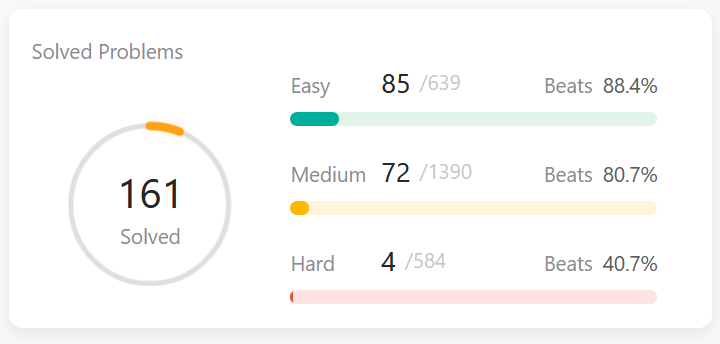 Solved Problems
161
Solved
Easy 85 /639 Beats 88.4%
Medium 72 /1390 Beats 80.7%
Hard 4 /584 Beats 40.7%